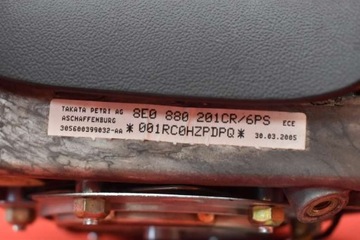 TAKATA PETRI AG 8E0 880 201CR/6PS ECE
ASCHAFFENBURG
305600399032-AA *001RC0HZPDPQ* 30.03.2005